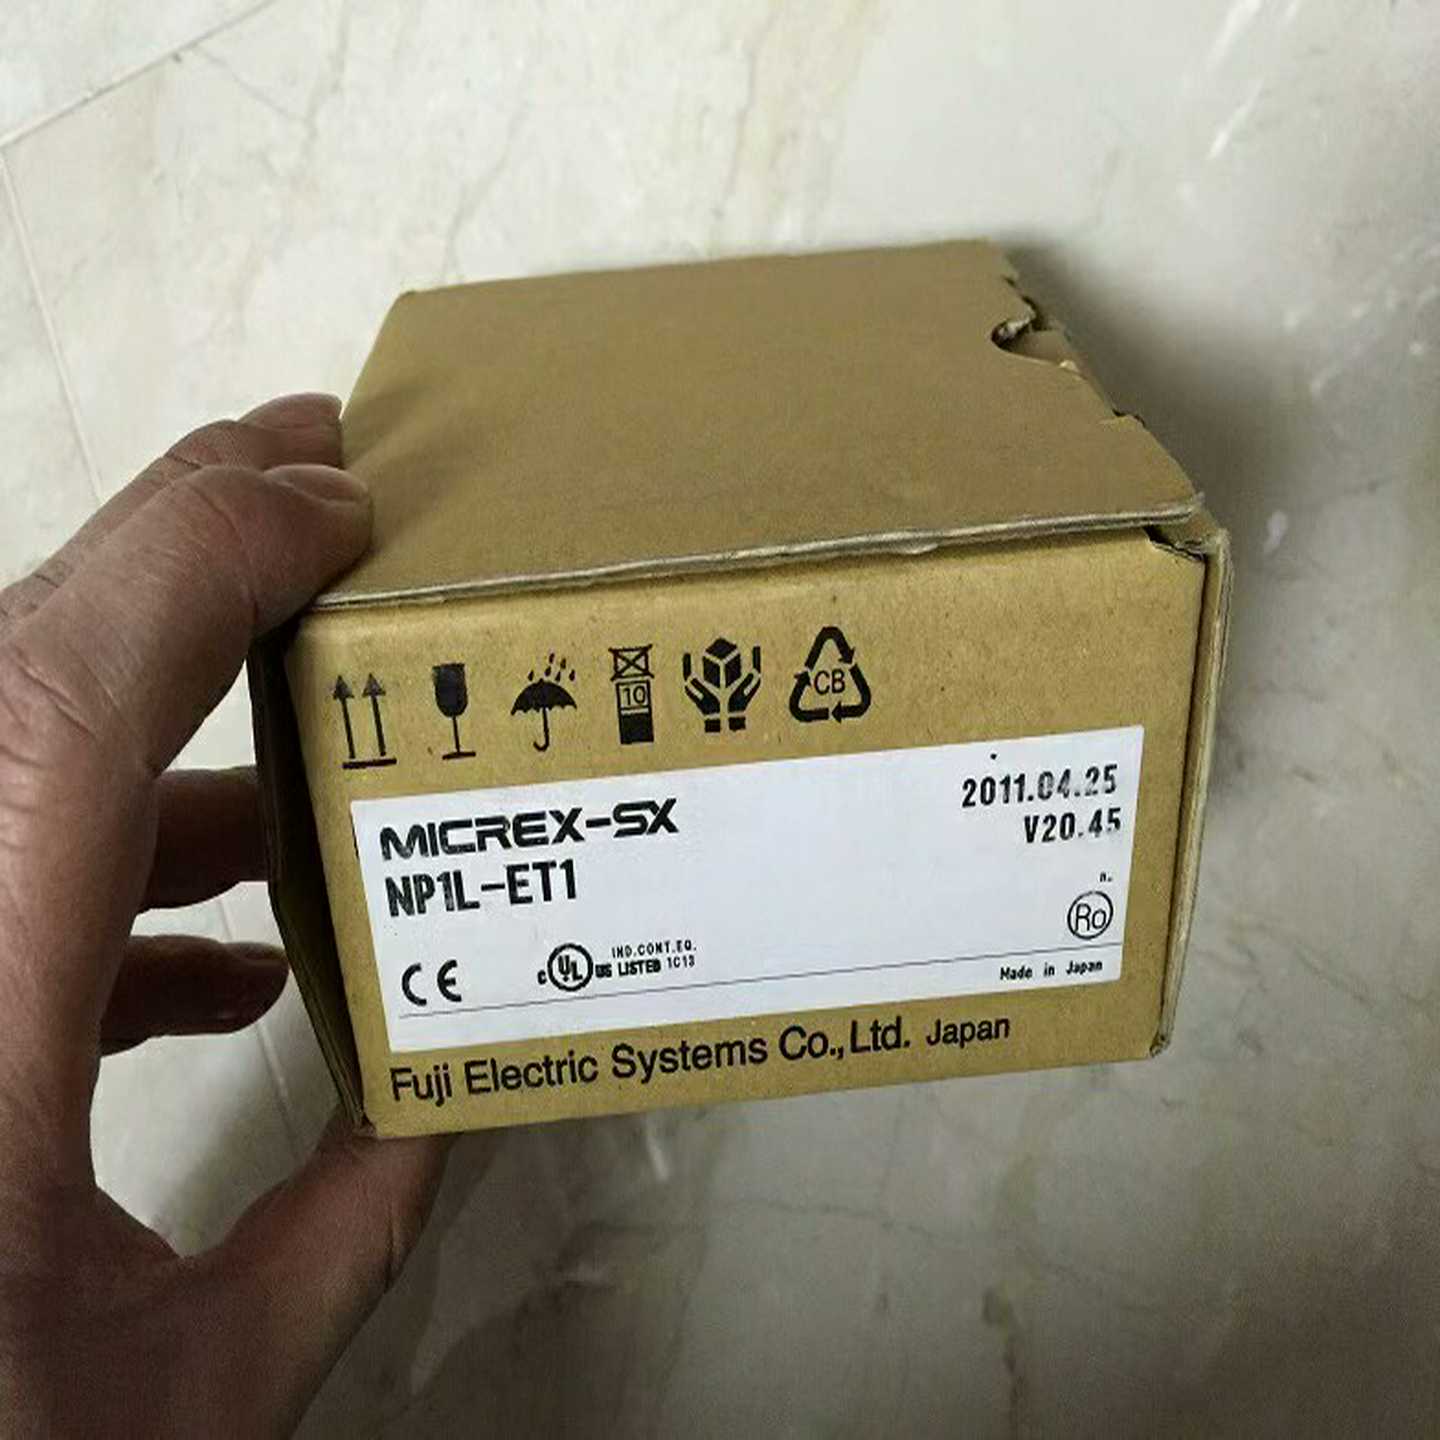 10
CB
MICREX-SX
2011.04.25
NP1L-ET1
V20.45
n.
Ro
CE
c UL US LISTED
IND.CONT.EQ.
1C13
Made in Japan
Fuji Electric Systems Co.,Ltd. Japan